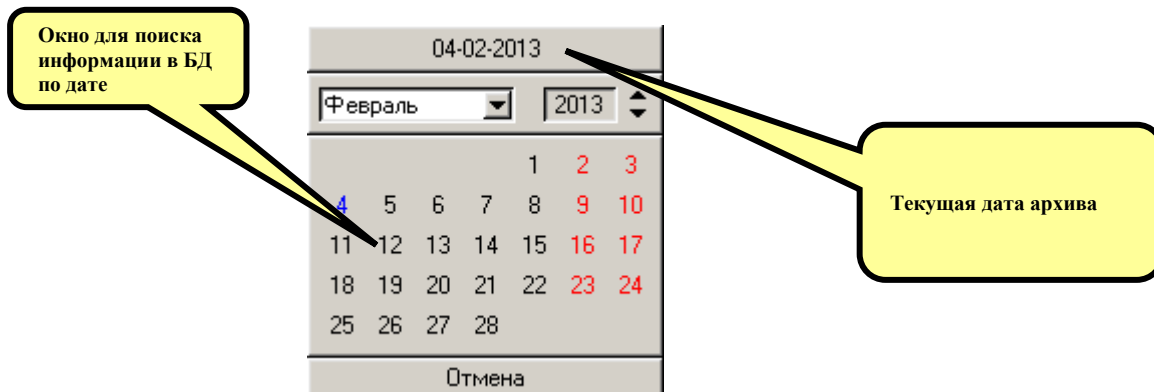 Окно для поиска
информации в БД
по дате
04-02-2013
Февраль 2013
1 2 3
4 5 6 7 8 9 10
11 12 13 14 15 16 17
18 19 20 21 22 23 24
25 26 27 28
Отмена
Текущая дата архива